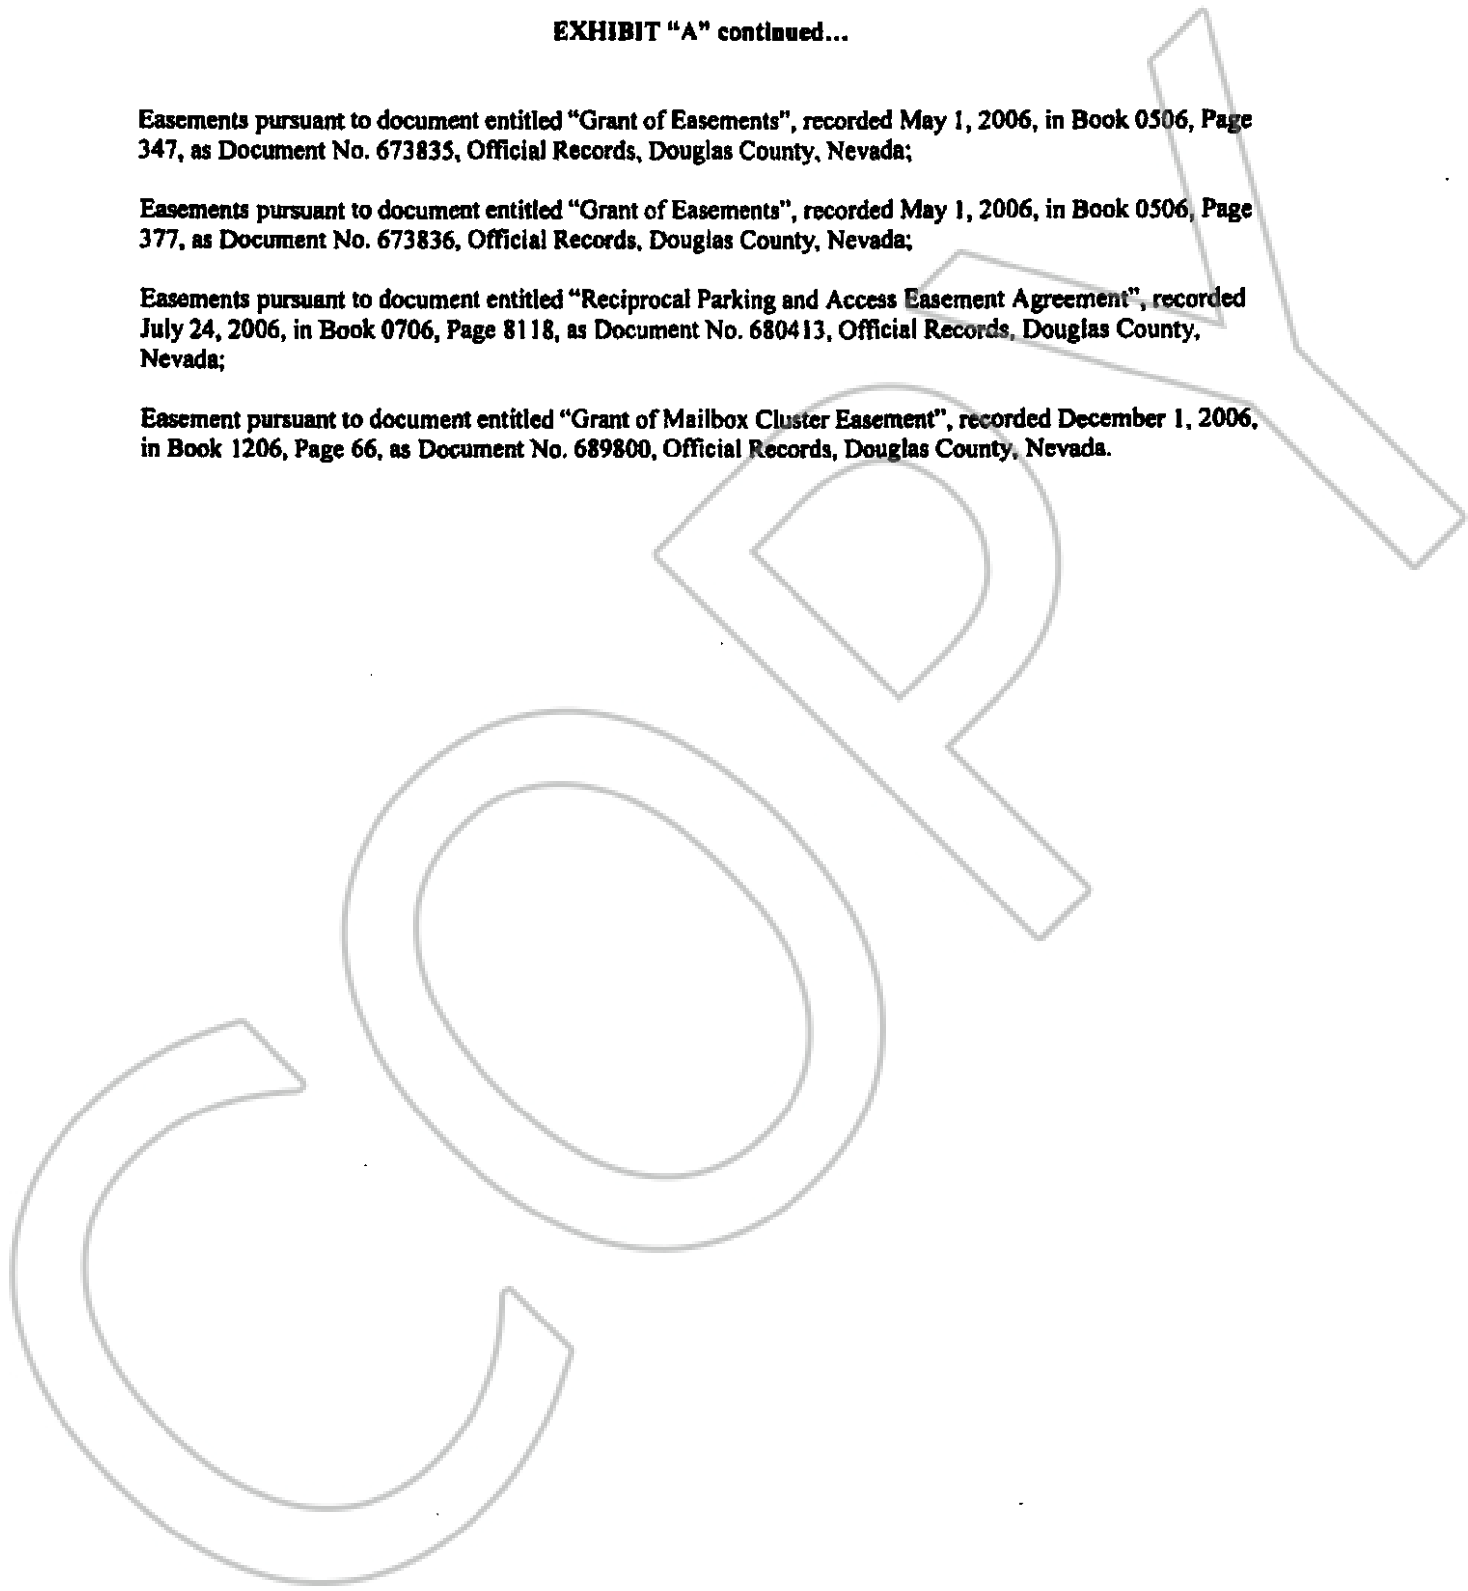 EXHIBIT “A” continued...
Easements pursuant to document entitled “Grant of Easements”, recorded May 1, 2006, in Book 0506, Page
347, as Document No. 673835, Official Records, Douglas County, Nevada;
Easements pursuant to document entitled “Grant of Easements”, recorded May 1, 2006, in Book 0506, Page
377, as Document No. 673836, Official Records, Douglas County, Nevada;
Easements pursuant to document entitled “Reciprocal Parking and Access Easement Agreement”, recorded
July 24, 2006, in Book 0706, Page 8118, as Document No. 680413, Official Records, Douglas County,
Nevada;
Easement pursuant to document entitled “Grant of Mailbox Cluster Easement”, recorded December 1, 2006,
in Book 1206, Page 66, as Document No. 689800, Official Records, Douglas County, Nevada.
COPY